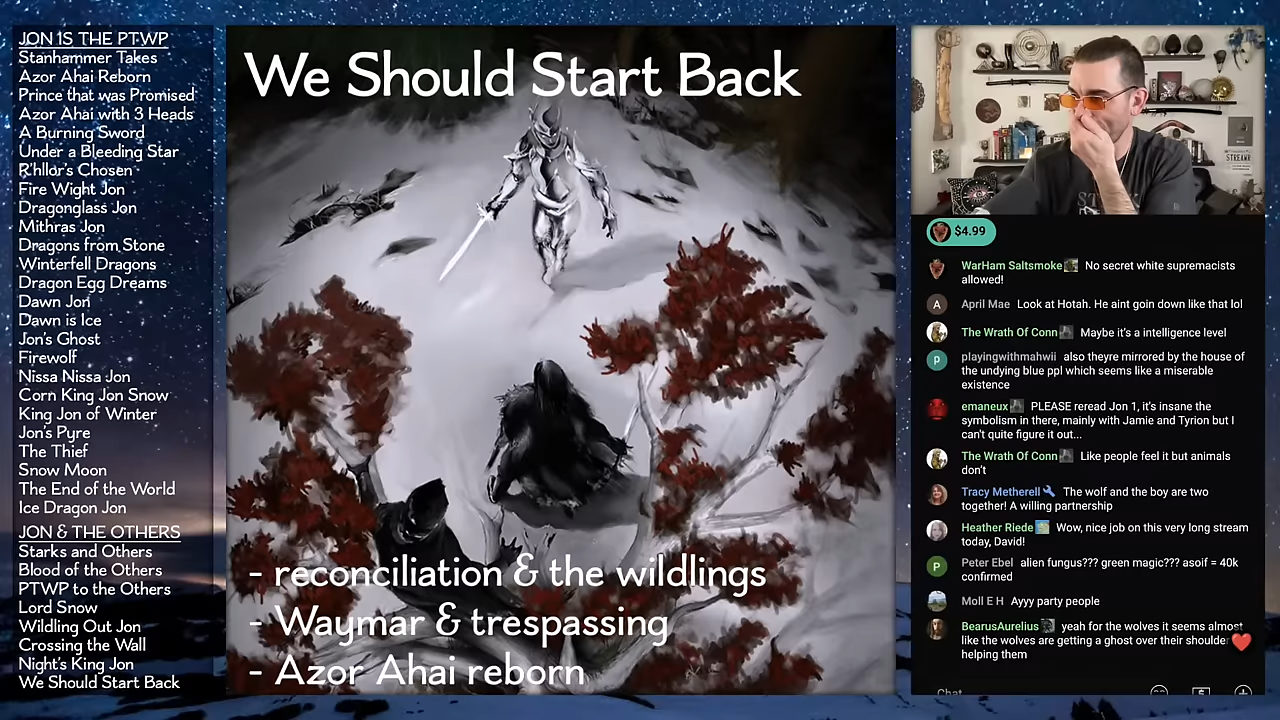 JON IS THE PTWP
Stanhammer Takes
Azor Ahai Reborn
Prince that was Promised
Azor Ahai with 3 Heads
A Burning Sword
Under a Bleeding Star
R'hllor's Chosen
Fire Wight Jon
Dragonglass Jon
Mithras Jon
Dragons from Stone
Winterfell Dragons
Dragon Egg Dreams
Dawn Jon
Dawn is Ice
Jon's Ghost
Firewolf
Nissa Nissa Jon
Corn King Jon Snow
King Jon of Winter
Jon's Pyre
The Thief
Snow Moon
The End of the World
Ice Dragon Jon
JON & THE OTHERS
Starks and Others
Blood of the Others
PTWP to the Others
Lord Snow
Wildling Out Jon
Crossing the Wall
Night's King Jon
We Should Start Back
We Should Start Back
- reconciliation & the wildlings
- Waymar & trespassing
- Azor Ahai reborn
$4.99
WarHam Saltsmoke No secret white supremacists
allowed!
A April Mae Look at Hotah. He aint goin down like that lol
The Wrath Of Conn Maybe it's a intelligence level
p playingwithmahwii also theyre mirrored by the house of
the undying blue ppl which seems like a miserable
existence
emaneux PLEASE reread Jon 1, it's insane the
symbolism in there, mainly with Jamie and Tyrion but I
can't quite figure it out...
The Wrath Of Conn Like people feel it but animals
don't
Tracy Metherell The wolf and the boy are two
together! A willing partnership
Heather Riede Wow, nice job on this very long stream
today, David!
P Peter Ebel alien fungus??? green magic??? asoif = 40k
confirmed
Moll E H Ayyy party people
BearusAurelius yeah for the wolves it seems almost
like the wolves are getting a ghost over their shoulder
helping them
Chat